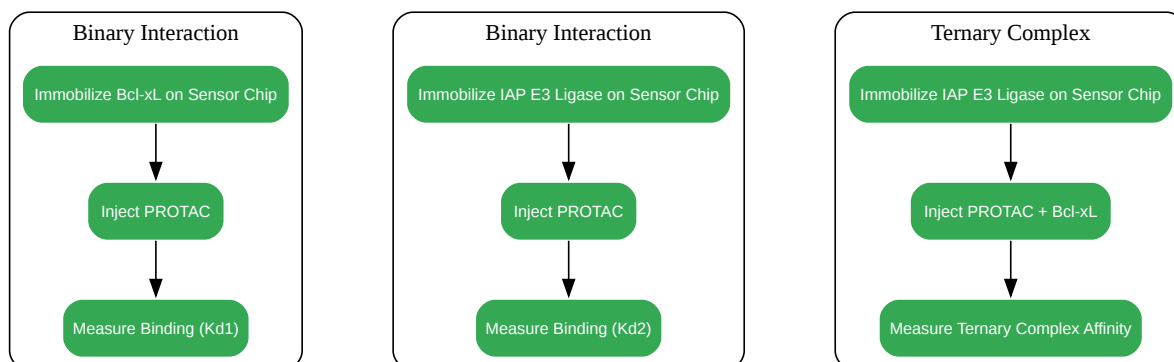 Binary Interaction
Immobilize Bcl-xL on Sensor Chip
Inject PROTAC
Measure Binding (Kd1)
Binary Interaction
Immobilize IAP E3 Ligase on Sensor Chip
Inject PROTAC
Measure Binding (Kd2)
Ternary Complex
Immobilize IAP E3 Ligase on Sensor Chip
Inject PROTAC + Bcl-xL
Measure Ternary Complex Affinity